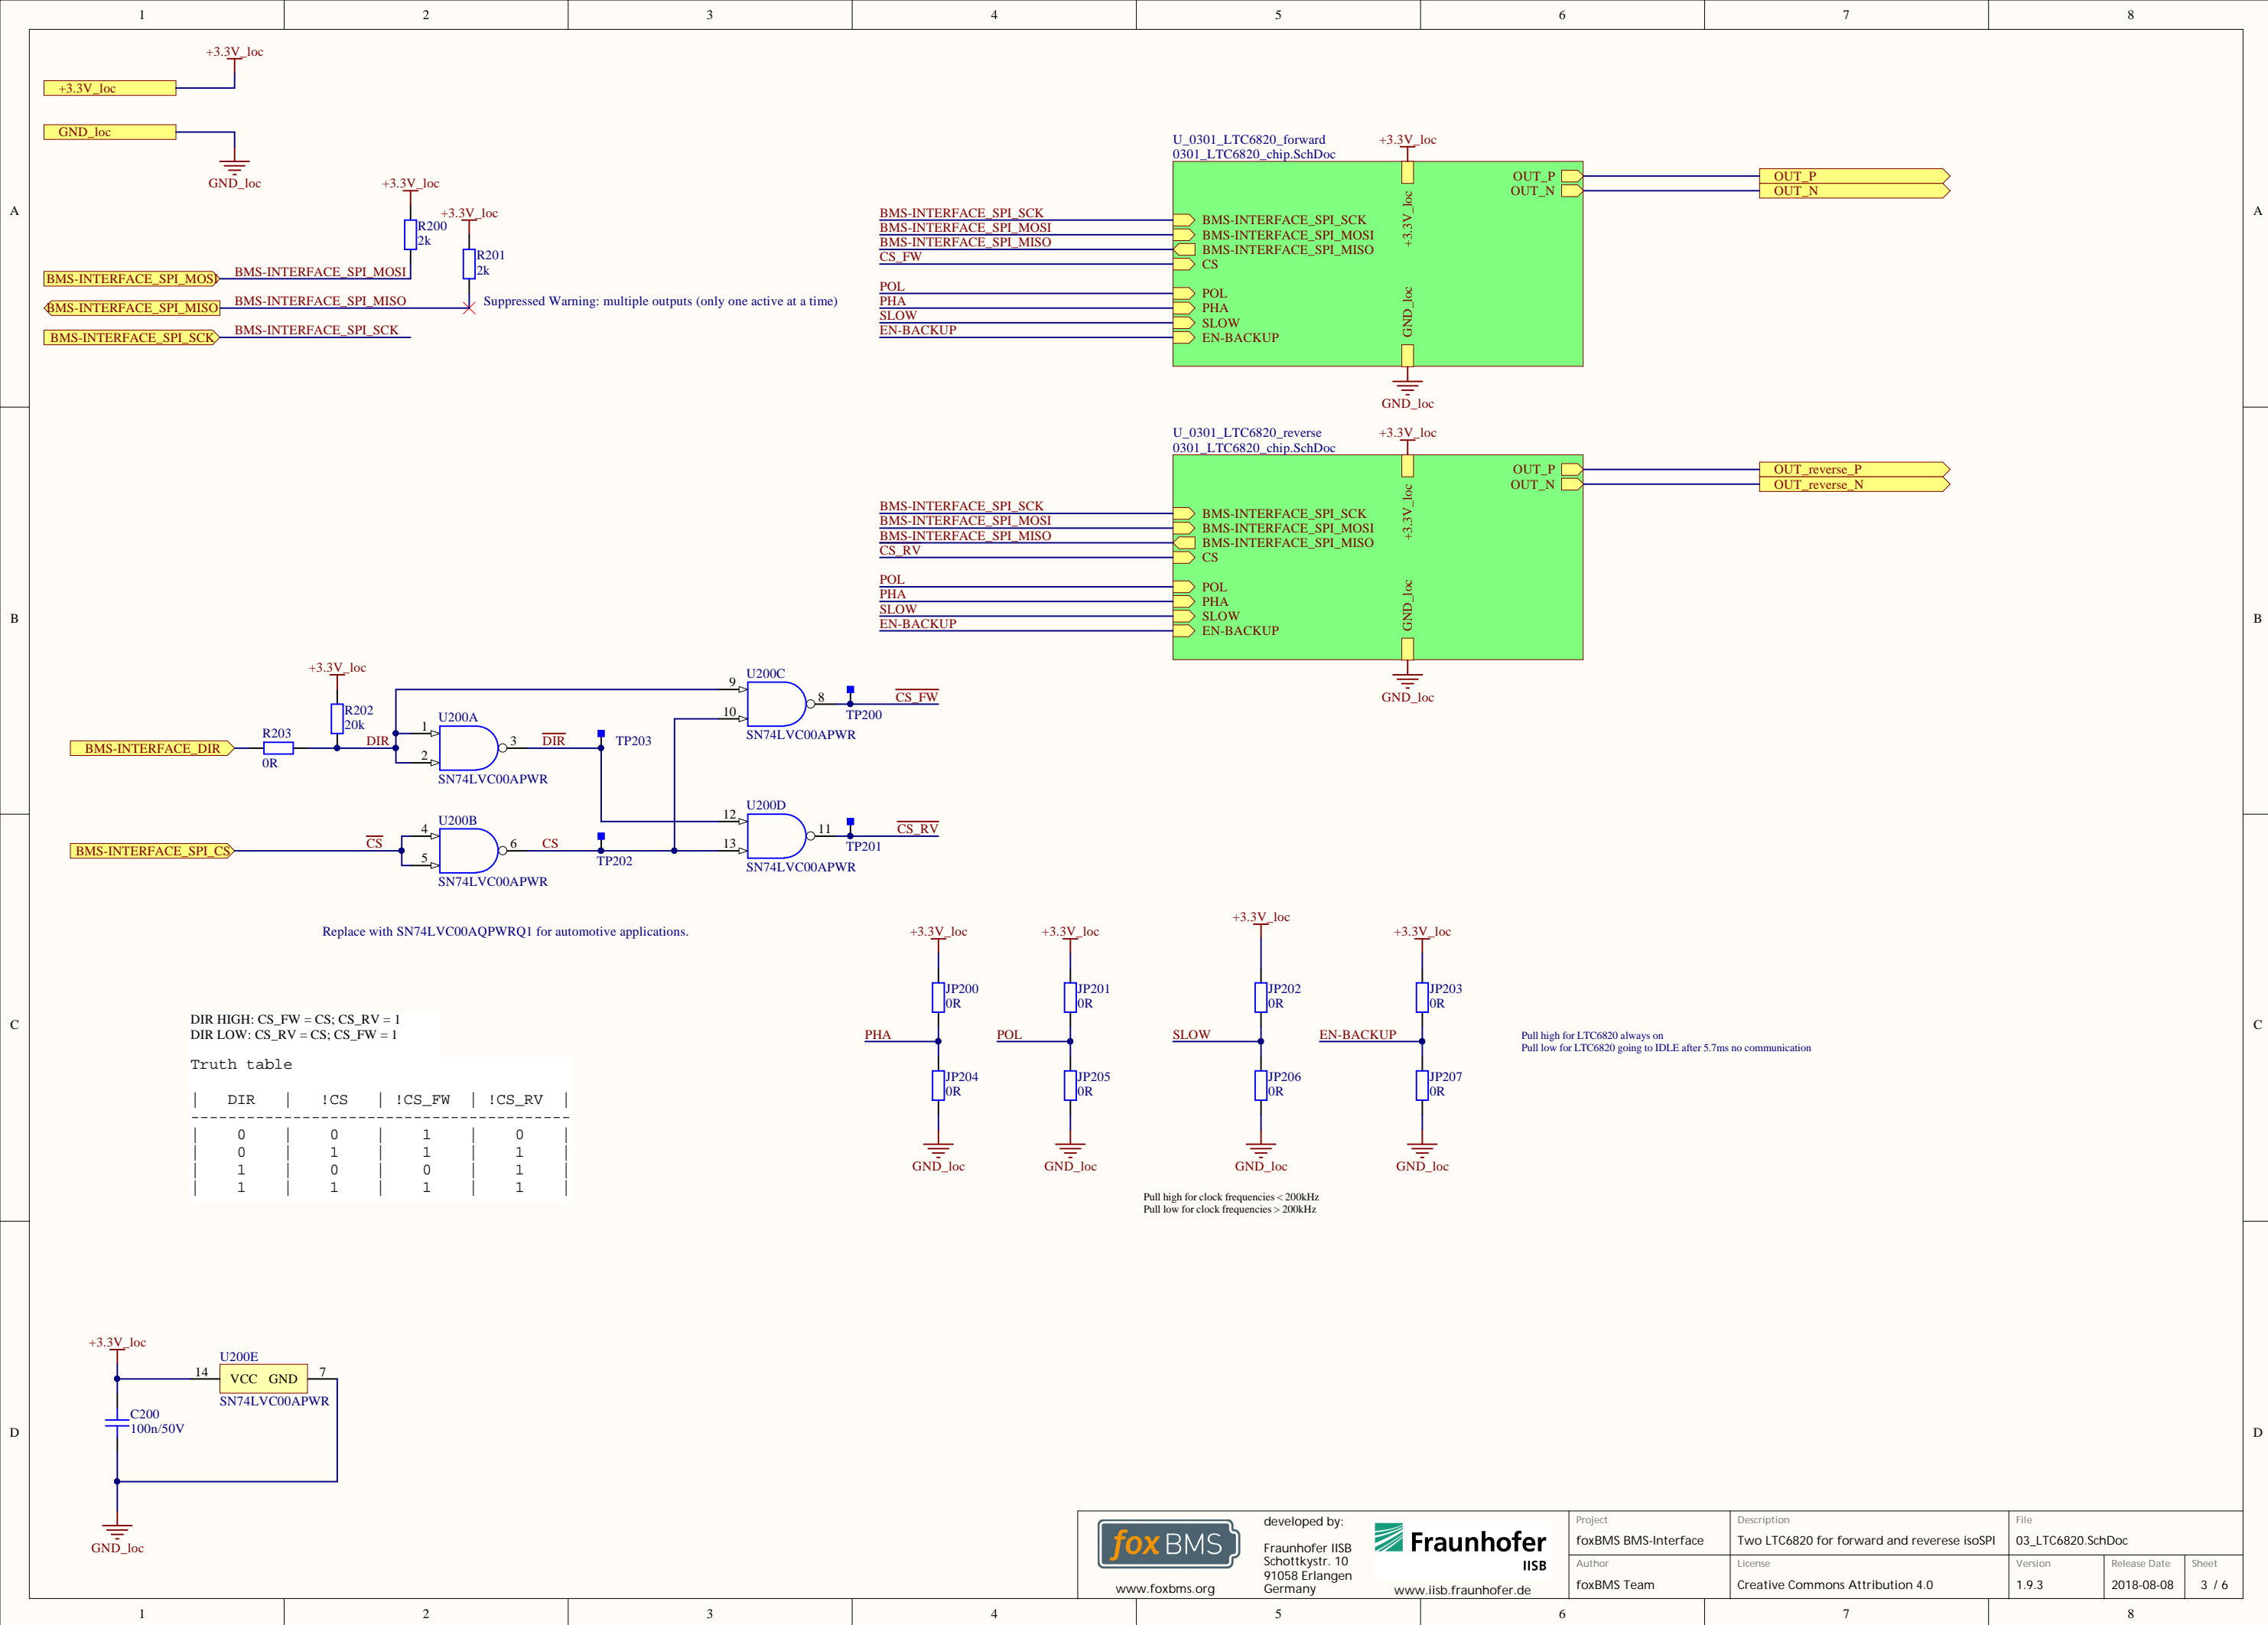 1 2 3 4 5 6 7 8
A A
B B
C C
D D
+3.3V_loc
+3.3V_loc
GND_loc
GND_loc
+3.3V_loc
R200
2k
+3.3V_loc
R201
2k
BMS-INTERFACE_SPI_MOSI BMS-INTERFACE_SPI_MOSI
BMS-INTERFACE_SPI_MISO BMS-INTERFACE_SPI_MISO
Suppressed Warning: multiple outputs (only one active at a time)
BMS-INTERFACE_SPI_SCK BMS-INTERFACE_SPI_SCK
U_0301_LTC6820_forward
0301_LTC6820_chip.SchDoc
+3.3V_loc
+3.3V_loc
OUT_P OUT_P
OUT_N OUT_N
BMS-INTERFACE_SPI_SCK BMS-INTERFACE_SPI_SCK
BMS-INTERFACE_SPI_MOSI BMS-INTERFACE_SPI_MOSI
BMS-INTERFACE_SPI_MISO BMS-INTERFACE_SPI_MISO
CS_FW CS
POL POL
PHA PHA
SLOW SLOW
EN-BACKUP EN-BACKUP
GND_loc
GND_loc
U_0301_LTC6820_reverse
0301_LTC6820_chip.SchDoc
+3.3V_loc
+3.3V_loc
OUT_P OUT_reverse_P
OUT_N OUT_reverse_N
BMS-INTERFACE_SPI_SCK BMS-INTERFACE_SPI_SCK
BMS-INTERFACE_SPI_MOSI BMS-INTERFACE_SPI_MOSI
BMS-INTERFACE_SPI_MISO BMS-INTERFACE_SPI_MISO
CS_RV CS
POL POL
PHA PHA
SLOW SLOW
EN-BACKUP EN-BACKUP
GND_loc
GND_loc
+3.3V_loc
R202
20k
BMS-INTERFACE_DIR
R203
0R
DIR
U200A
1
2
3
SN74LVC00APWR
DIR
TP203
U200C
9
10
8
SN74LVC00APWR
TP200
CS_FW
BMS-INTERFACE_SPI_CS
CS
U200B
4
5
6
SN74LVC00APWR
CS
TP202
U200D
12
13
11
SN74LVC00APWR
TP201
CS_RV
Replace with SN74LVC00AQPWRQ1 for automotive applications.
DIR HIGH: CS_FW = CS; CS_RV = 1
DIR LOW: CS_RV = CS; CS_FW = 1
Truth table
| DIR | !CS | !CS_FW | !CS_RV |
| 0 | 0 | 1 | 0 |
| 0 | 1 | 1 | 1 |
| 1 | 0 | 0 | 1 |
| 1 | 1 | 1 | 1 |
+3.3V_loc
JP200
0R
PHA
JP204
0R
GND_loc
+3.3V_loc
JP201
0R
POL
JP205
0R
GND_loc
+3.3V_loc
JP202
0R
SLOW
JP206
0R
GND_loc
+3.3V_loc
JP203
0R
EN-BACKUP
JP207
0R
GND_loc
Pull high for LTC6820 always on
Pull low for LTC6820 going to IDLE after 5.7ms no communication
Pull high for clock frequencies < 200kHz
Pull low for clock frequencies > 200kHz
+3.3V_loc
U200E
14 VCC GND 7
SN74LVC00APWR
C200
100n/50V
GND_loc
foxBMS
www.foxbms.org
developed by:
Fraunhofer IISB
Schottkystr. 10
91058 Erlangen
Germany
Fraunhofer
IISB
www.iisb.fraunhofer.de
Project
foxBMS BMS-Interface
Description
Two LTC6820 for forward and reverese isoSPI
File
03_LTC6820.SchDoc
Author
foxBMS Team
License
Creative Commons Attribution 4.0
Version
1.9.3
Release Date
2018-08-08
Sheet
3 / 6
1 2 3 4 5 6 7 8